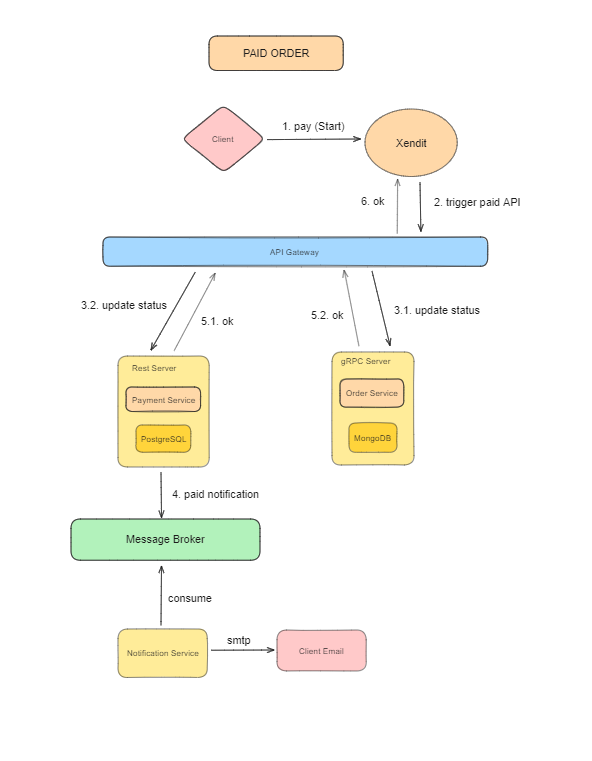 PAID ORDER
Client
1. pay (Start)
Xendit
6. ok
2. trigger paid API
API Gateway
3.2. update status
5.1. ok
5.2. ok
3.1. update status
Rest Server
Payment Service
PostgreSQL
gRPC Server
Order Service
MongoDB
4. paid notification
Message Broker
consume
Notification Service
smtp
Client Email